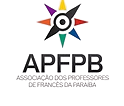 APFPB
ASSOCIAÇÃO DOS PROFESSORES
DE FRANCÊS DA PARAÍBA